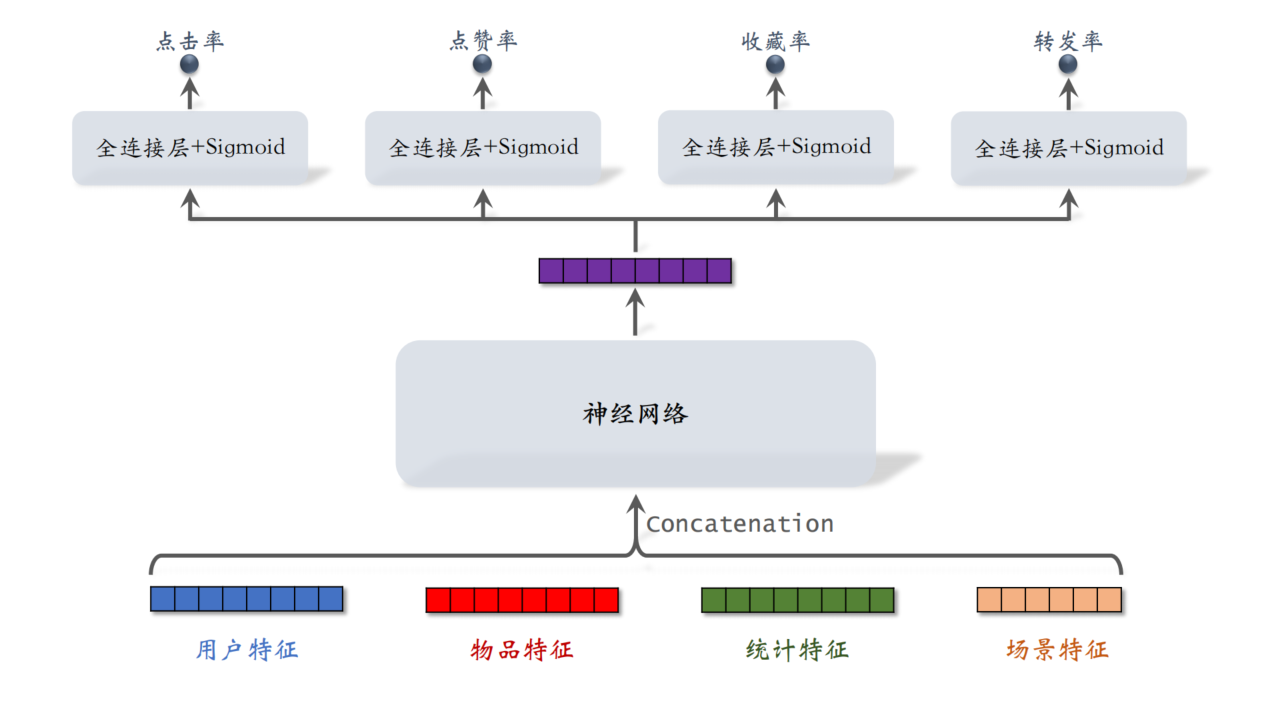 点击率
点赞率
收藏率
转发率
全连接层+Sigmoid
全连接层+Sigmoid
全连接层+Sigmoid
全连接层+Sigmoid
神经网络
Concatenation
用户特征
物品特征
统计特征
场景特征